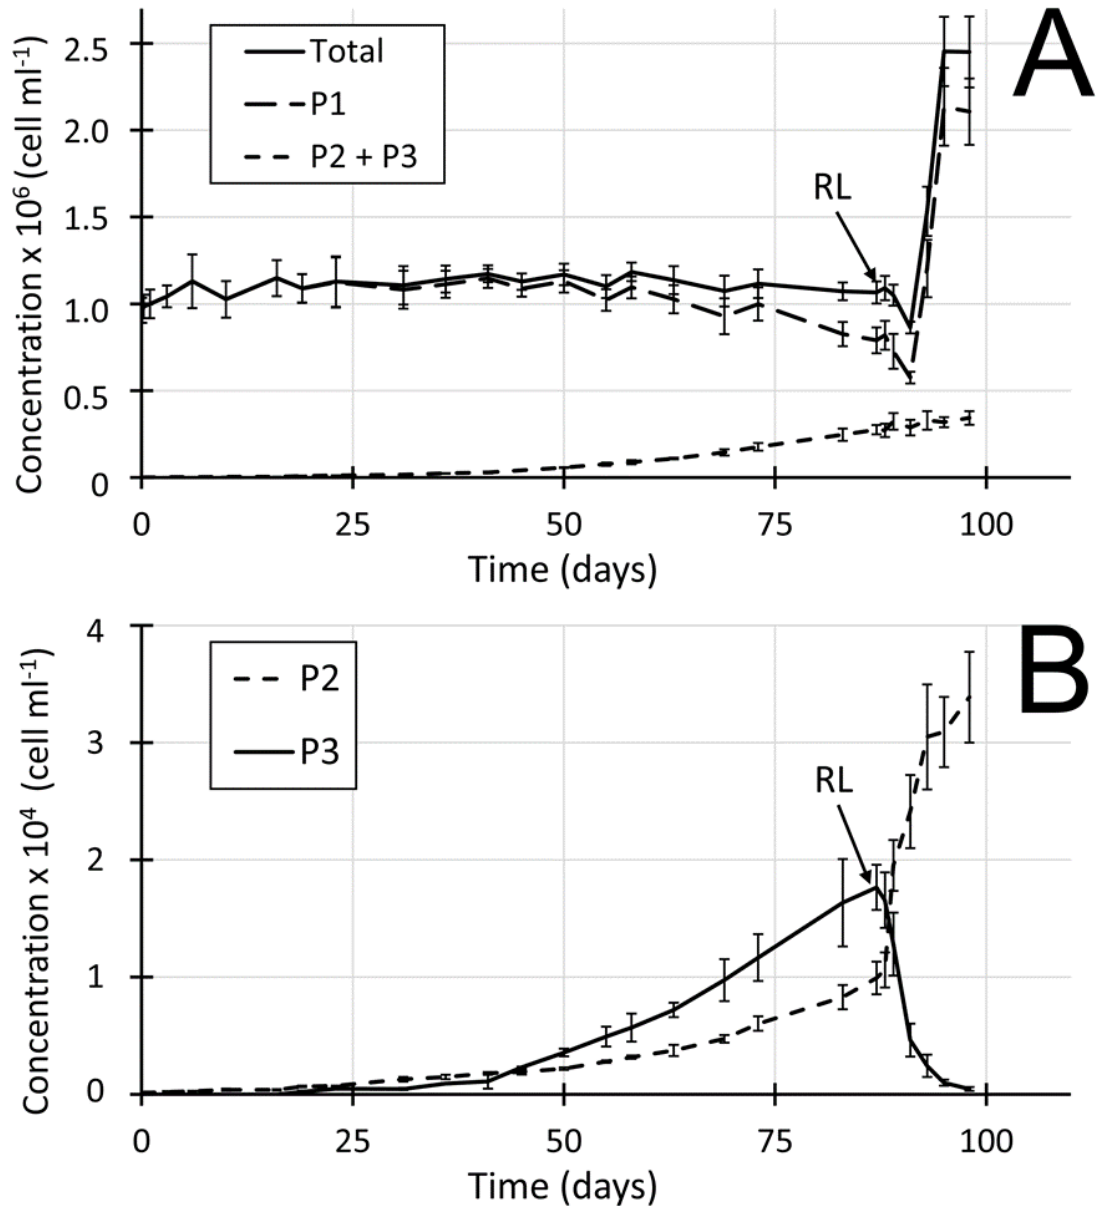 A
Concentration x 10⁶ (cell ml⁻¹)
2.5
2.0
1.5
1.0
0.5
0
Total
P1
P2 + P3
RL
0 25 50 75 100
Time (days)
B
Concentration x 10⁴ (cell ml⁻¹)
4
3
2
1
0
P2
P3
RL
0 25 50 75 100
Time (days)